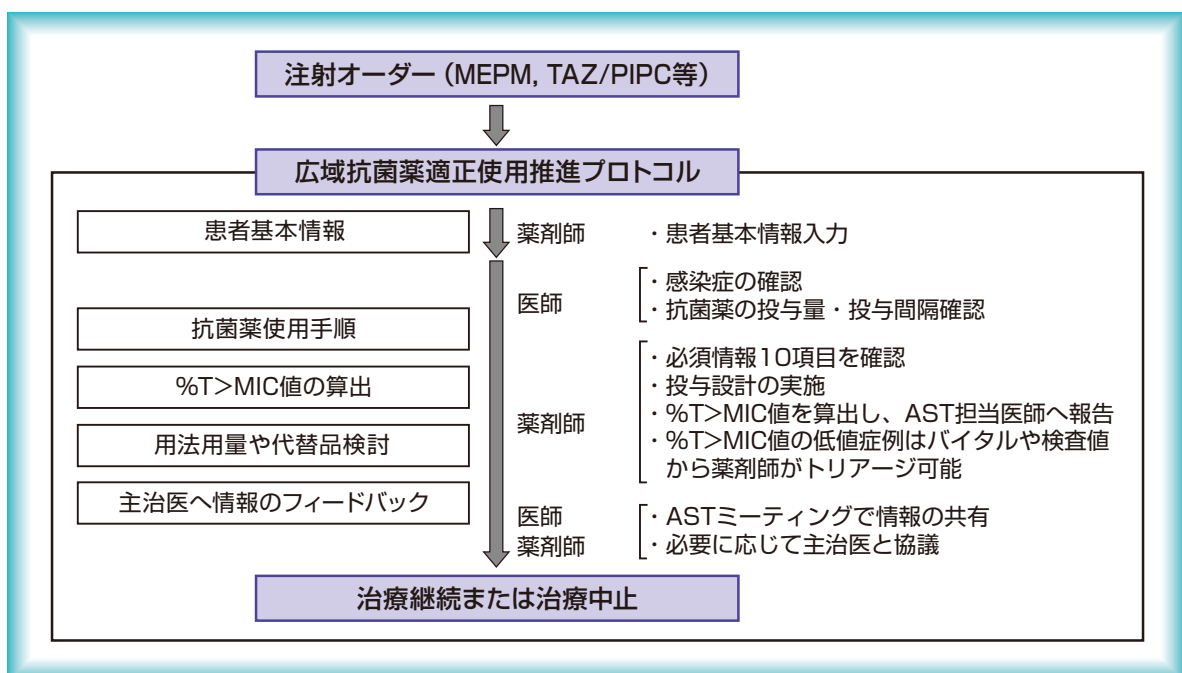 注射オーダー（MEPM, TAZ/PIPC等）
広域抗菌薬適正使用推進プロトコル
患者基本情報
薬剤師
・患者基本情報入力
医師
・感染症の確認
・抗菌薬の投与量・投与間隔確認
抗菌薬使用手順
%T>MIC値の算出
用法用量や代替品検討
主治医へ情報のフィードバック
薬剤師
・必須情報10項目を確認
・投与設計の実施
・%T>MIC値を算出し、AST担当医師へ報告
・%T>MIC値の低値症例はバイタルや検査値
から薬剤師がトリアージ可能
医師
薬剤師
・ASTミーティングで情報の共有
・必要に応じて主治医と協議
治療継続または治療中止